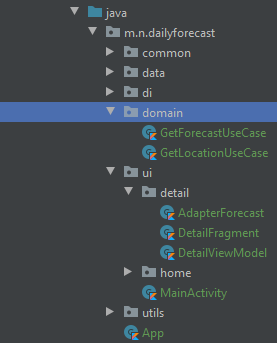 java
m.n.dailyforecast
common
data
di
domain
GetForecastUseCase
GetLocationUseCase
ui
detail
AdapterForecast
DetailFragment
DetailViewModel
home
MainActivity
utils
App